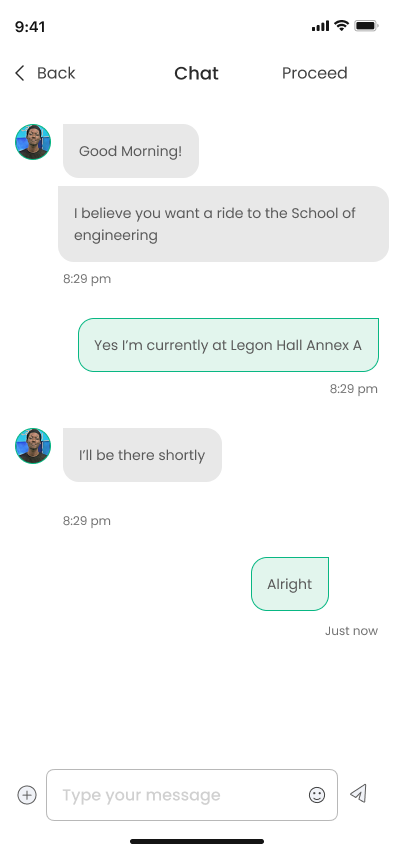 9:41
Back Chat Proceed
Good Morning!
I believe you want a ride to the School of
engineering
8:29 pm
Yes I’m currently at Legon Hall Annex A
8:29 pm
I’ll be there shortly
8:29 pm
Alright
Just now
Type your message